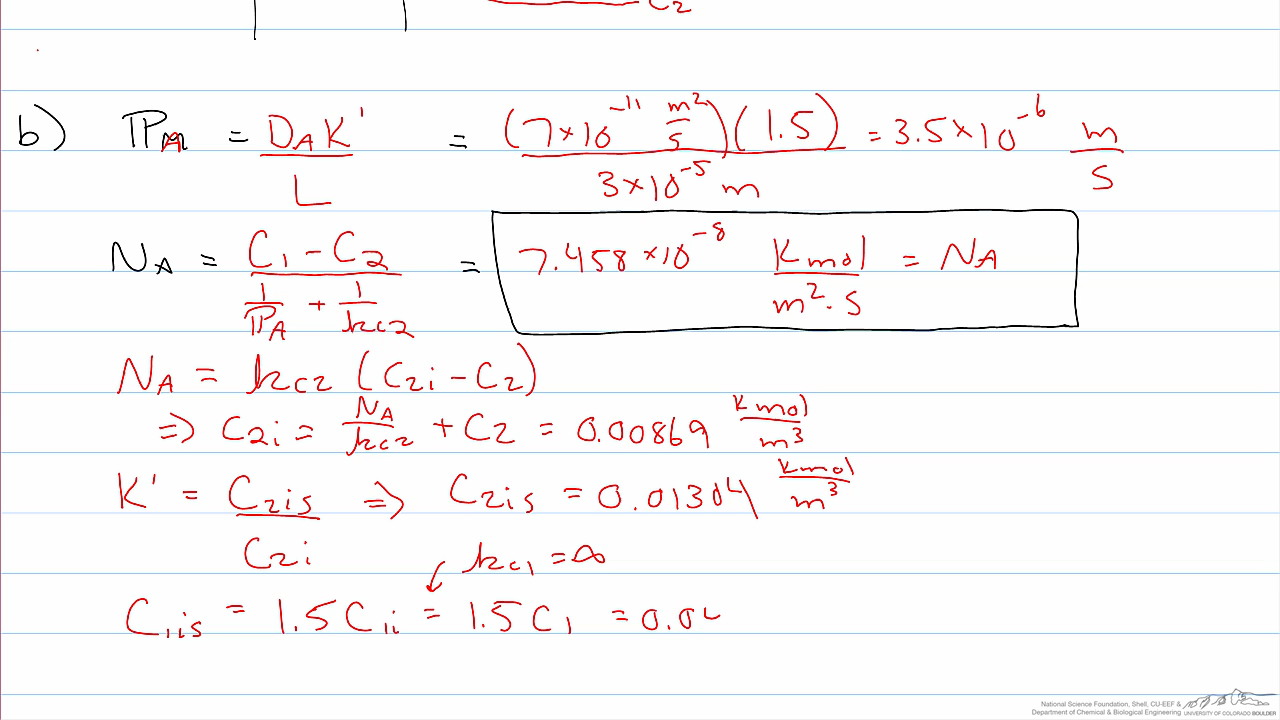 C2
b) ℙA = DA K' / L = (7×10^-11 m²/s)(1.5) / 3×10^-5 m = 3.5×10^-6 m/s
NA = (C1 - C2) / (1/ℙA + 1/kc2) = 7.458×10^-8 kmol/m²·s = NA
NA = kc2 (C2i - C2)
⇒ C2i = NA/kc2 + C2 = 0.00869 kmol/m³
K' = C2is / C2i ⇒ C2is = 0.01304 kmol/m³
kc1 = ∞
C1is = 1.5 C1i = 1.5 C1 = 0.04
National Science Foundation, Shell, CU-EEF &
Department of Chemical & Biological Engineering UNIVERSITY OF COLORADO BOULDER